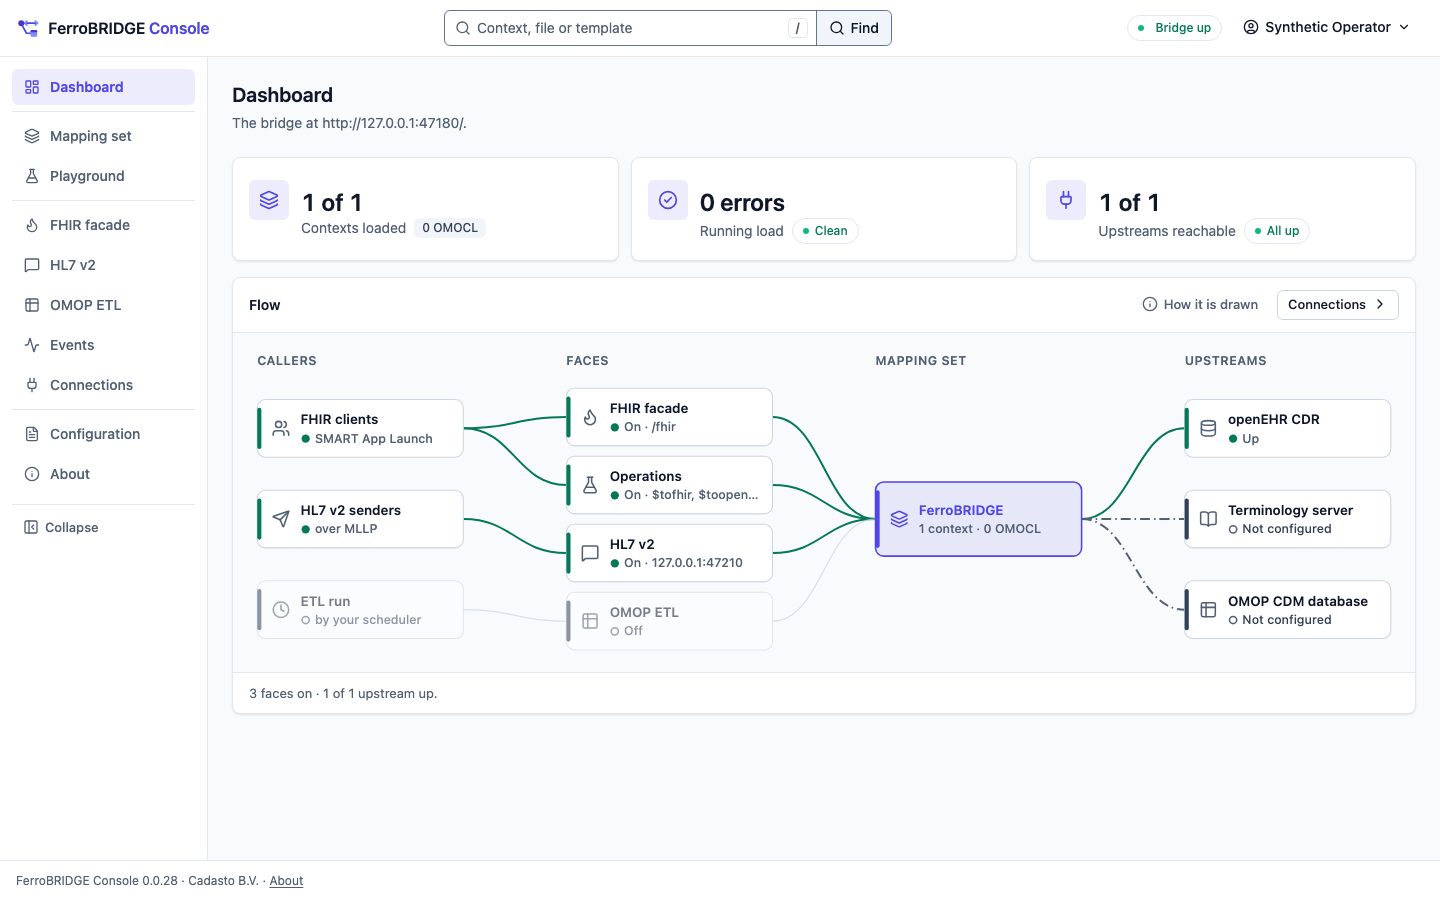 FerroBRIDGE Console
Context, file or template
/
Find
Bridge up
Synthetic Operator
Dashboard
Mapping set
Playground
FHIR facade
HL7 v2
OMOP ETL
Events
Connections
Configuration
About
Collapse
Dashboard
The bridge at http://127.0.0.1:47180/.
1 of 1
Contexts loaded 0 OMOCL
0 errors
Running load Clean
1 of 1
Upstreams reachable All up
Flow
How it is drawn
Connections
CALLERS
FACES
MAPPING SET
UPSTREAMS
FHIR clients
SMART App Launch
HL7 v2 senders
over MLLP
ETL run
by your scheduler
FHIR facade
On · /fhir
Operations
On · $tofhir, $toopen...
HL7 v2
On · 127.0.0.1:47210
OMOP ETL
Off
FerroBRIDGE
1 context · 0 OMOCL
openEHR CDR
Up
Terminology server
Not configured
OMOP CDM database
Not configured
3 faces on · 1 of 1 upstream up.
FerroBRIDGE Console 0.0.28 · Cadasto B.V. · About